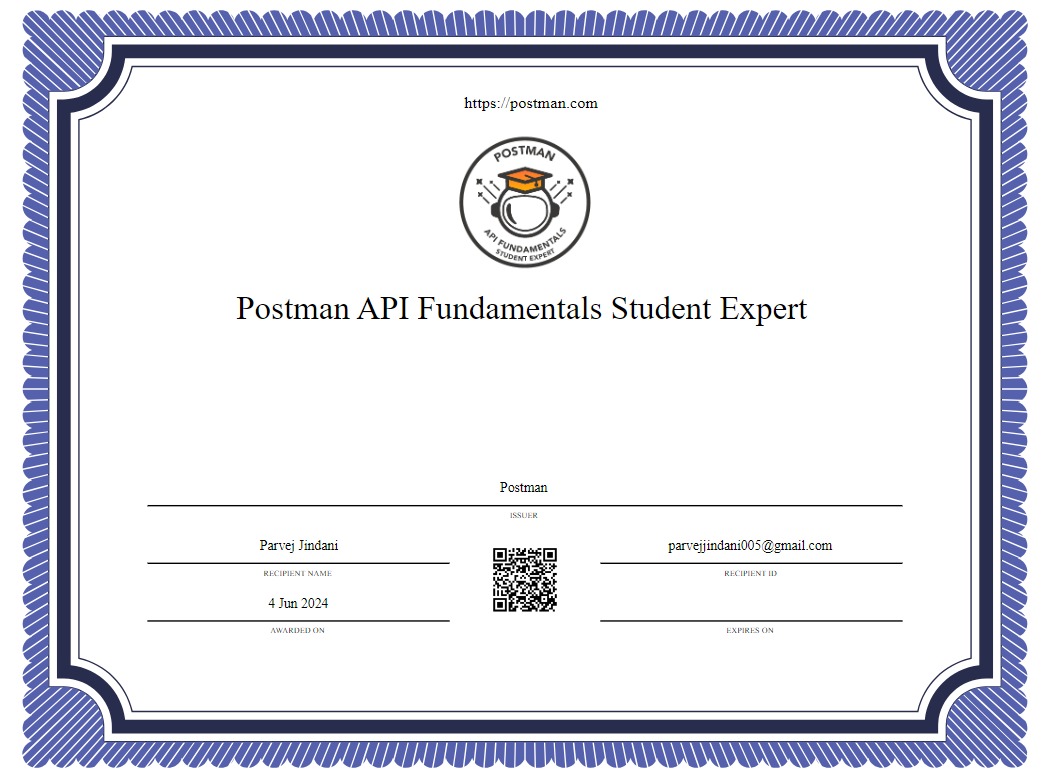 https://postman.com
POSTMAN
API FUNDAMENTALS
STUDENT EXPERT
Postman API Fundamentals Student Expert
Postman
ISSUER
Parvej Jindani
RECIPIENT NAME
parvejjindani005@gmail.com
RECIPIENT ID
4 Jun 2024
AWARDED ON
EXPIRES ON